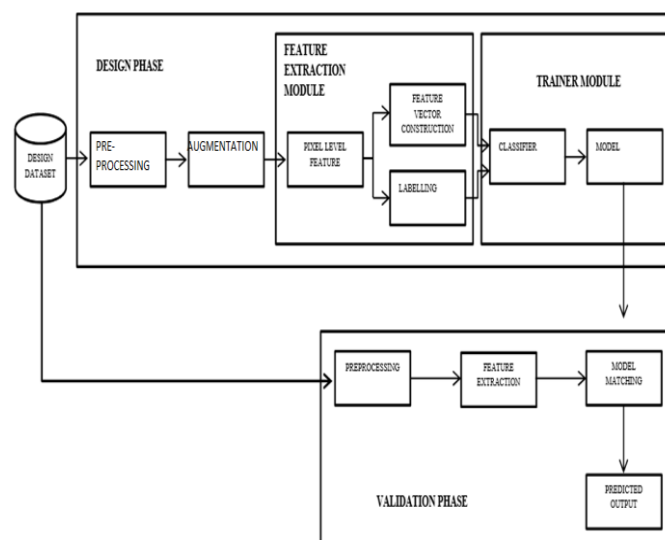 DESIGN PHASE
FEATURE
EXTRACTION
MODULE
TRAINER MODULE
DESIGN
DATASET
PRE-
PROCESSING
AUGMENTATION
PIXEL LEVEL
FEATURE
FEATURE
VECTOR
CONSTRUCTION
LABELLING
CLASSIFIER
MODEL
PREPROCESSING
FEATURE
EXTRACTION
MODEL
MATCHING
PREDICTED
OUTPUT
VALIDATION PHASE